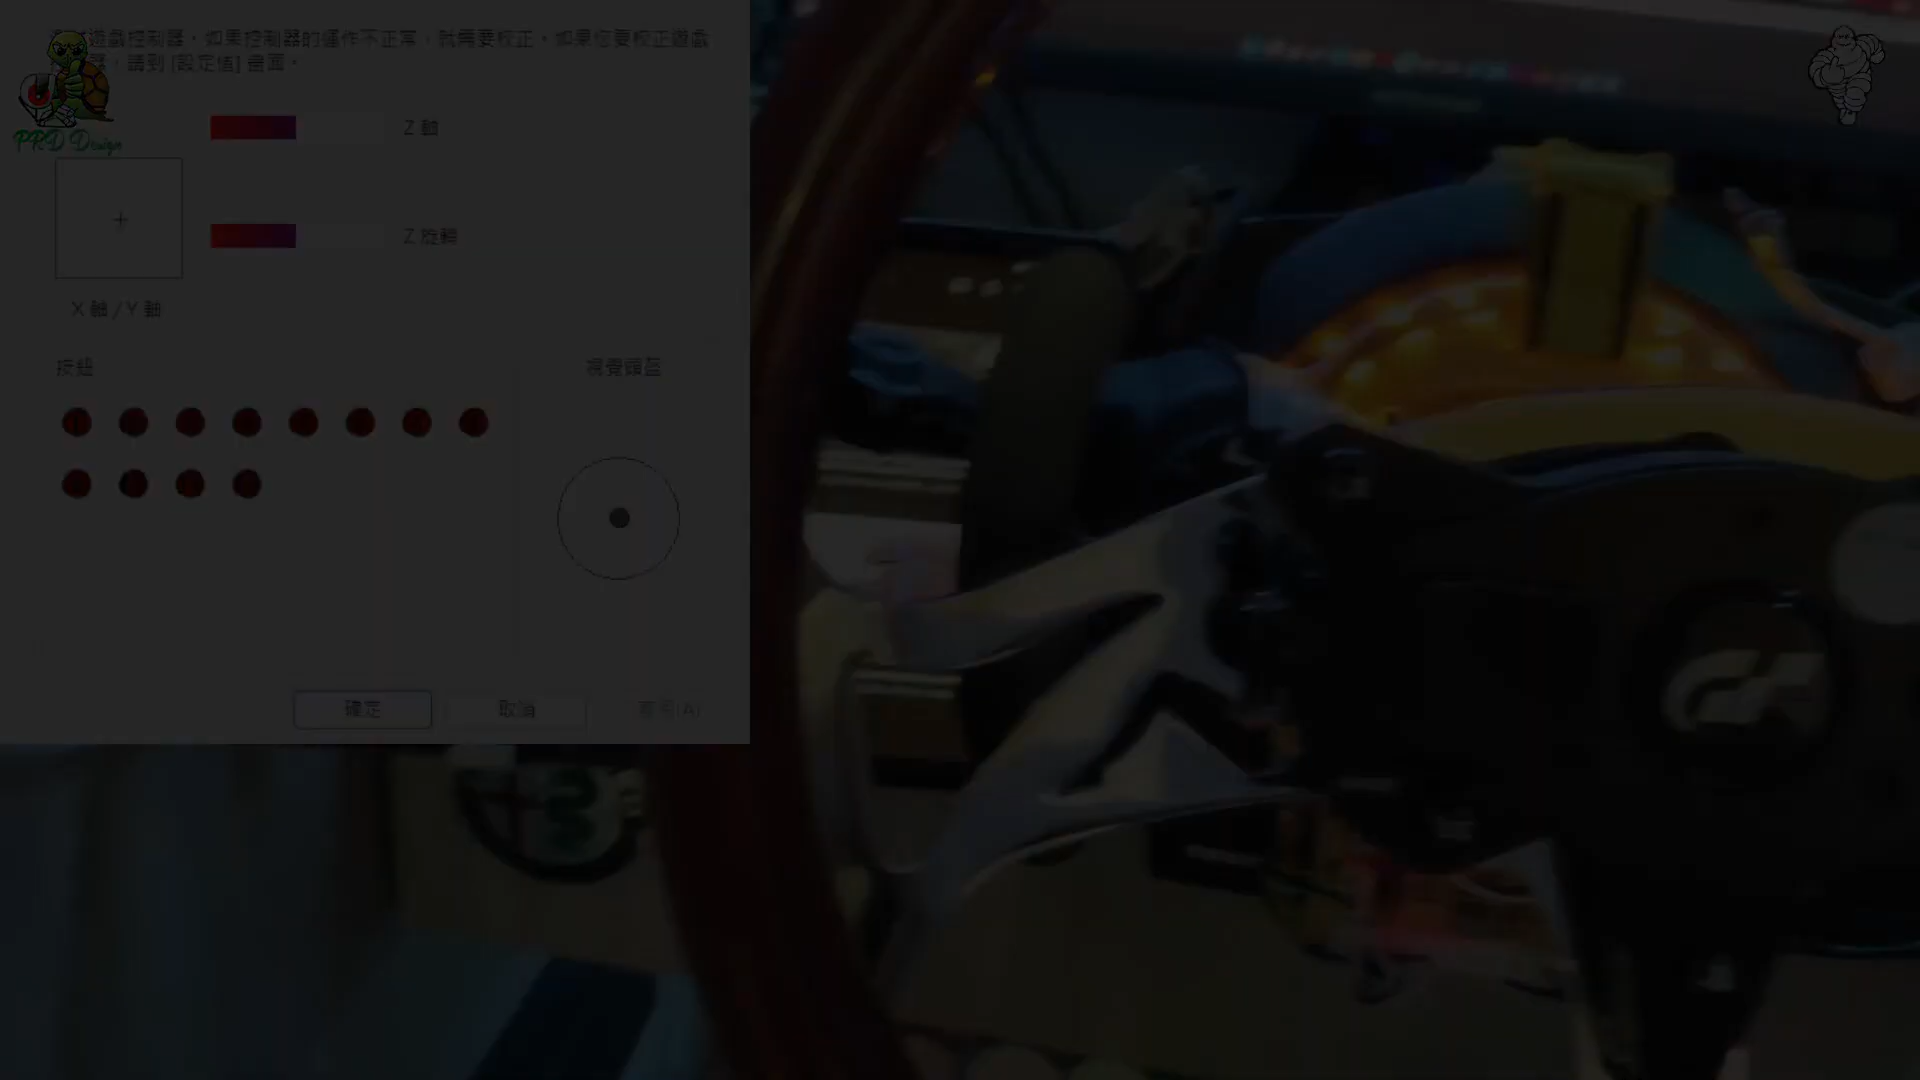 遊戲控制器。如果控制器的運作不正常，就需要校正。如果您要校正遊戲
請到 [設定值] 畫面。
PRD Design
Z 軸
Z 旋轉
X 軸 / Y 軸
按鈕
視覺頭盔
確定
取消
套用(A)